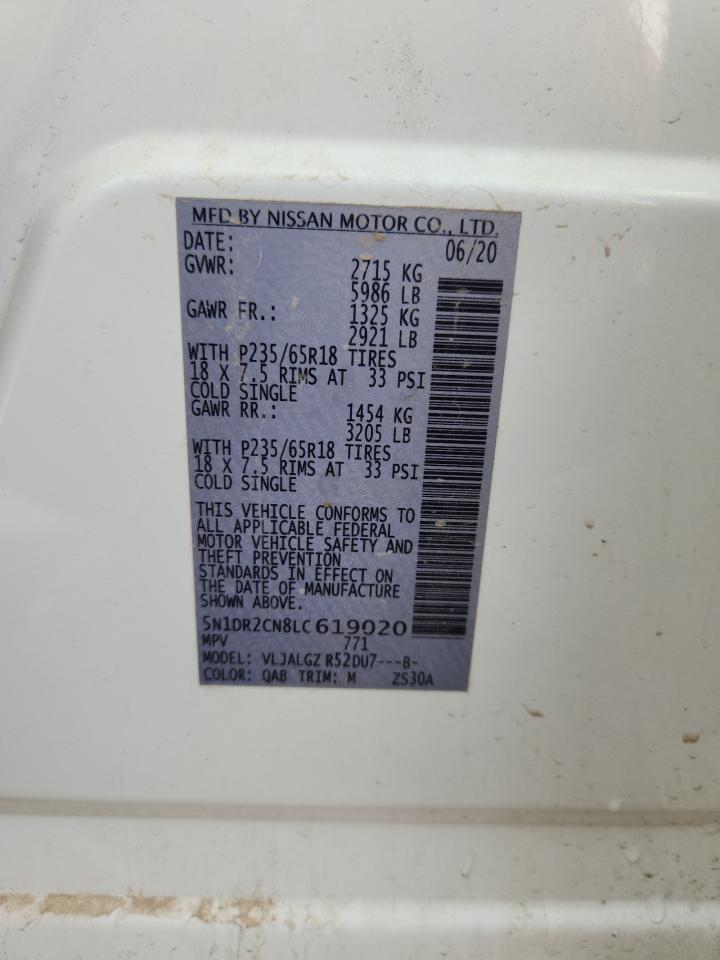 MFD BY NISSAN MOTOR CO., LTD.
DATE: 06/20
GVWR: 2715 KG
5986 LB
GAWR FR.: 1325 KG
2921 LB
WITH P235/65R18 TIRES
18 X 7.5 RIMS AT 33 PSI
COLD SINGLE
GAWR RR.: 1454 KG
3205 LB
WITH P235/65R18 TIRES
18 X 7.5 RIMS AT 33 PSI
COLD SINGLE
THIS VEHICLE CONFORMS TO
ALL APPLICABLE FEDERAL
MOTOR VEHICLE SAFETY AND
THEFT PREVENTION
STANDARDS IN EFFECT ON
THE DATE OF MANUFACTURE
SHOWN ABOVE.
5N1DR2CN8LC619020
MPV 771
MODEL: VLJALGZ R52DU7---B-
COLOR: QAB TRIM: M ZS30A